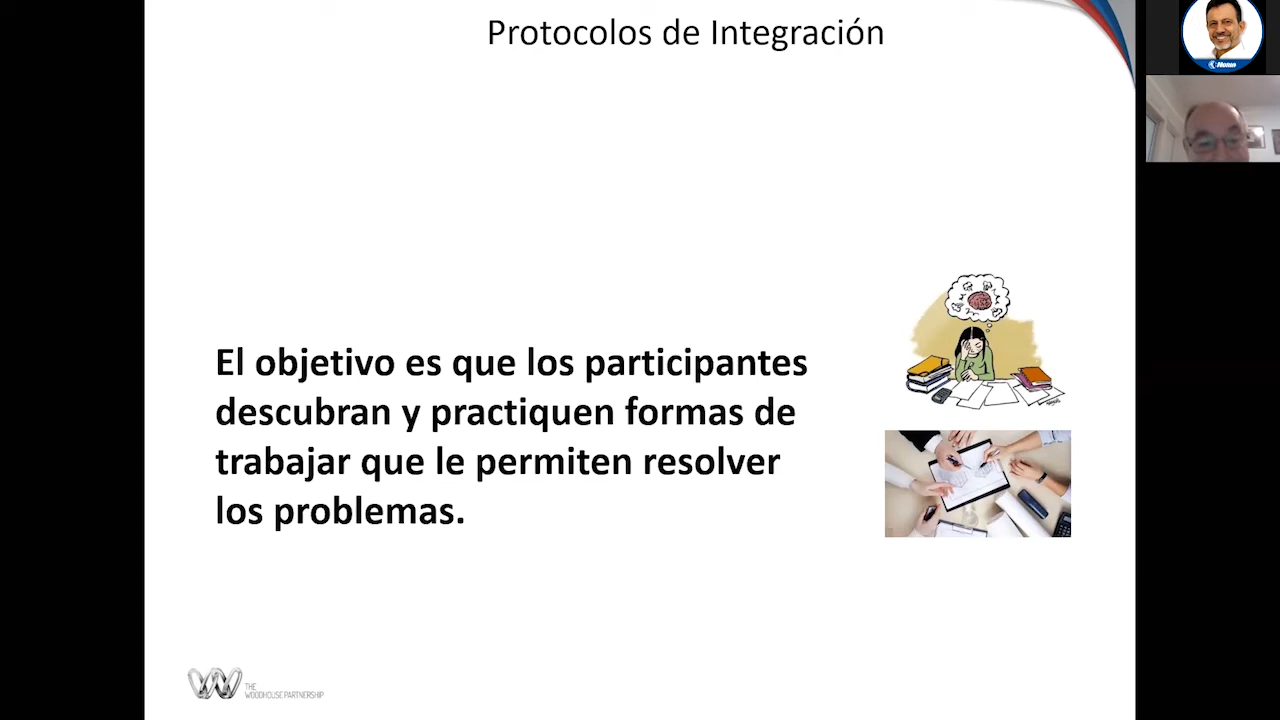 Protocolos de Integración
El objetivo es que los participantes
descubran y practiquen formas de
trabajar que le permiten resolver
los problemas.
THE
WOODHOUSE PARTNERSHIP